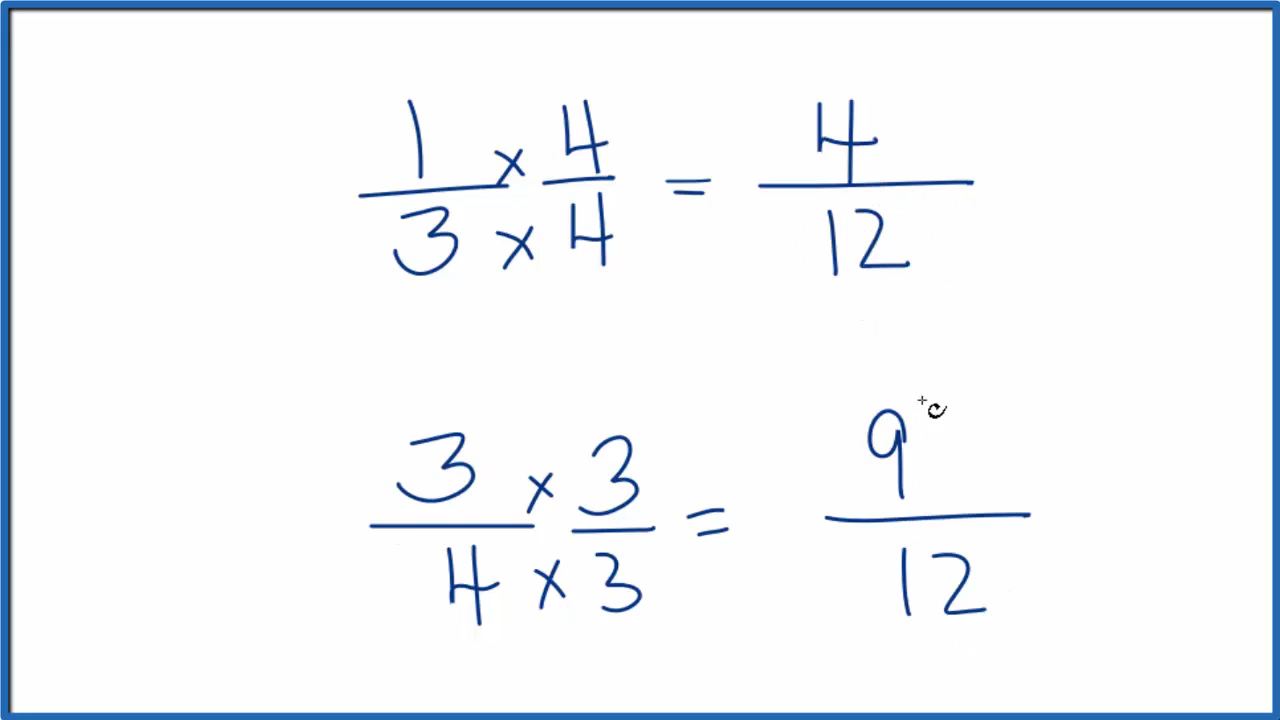 1/3 × 4/4 = 4/12
3/4 × 3/3 = 9/12